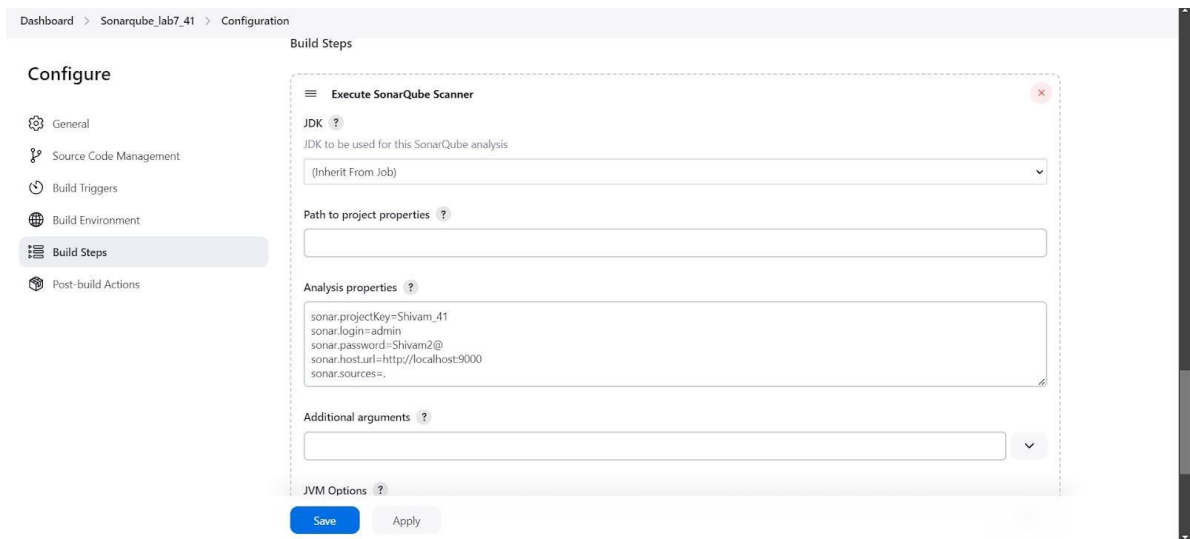 Dashboard > Sonarqube_lab7_41 > Configuration
Build Steps
Configure
Execute SonarQube Scanner
General
JDK ?
JDK to be used for this SonarQube analysis
Source Code Management
(Inherit From Job)
Build Triggers
Path to project properties ?
Build Environment
Build Steps
Post-build Actions
Analysis properties ?
sonar.projectKey=Shivam_41
sonar.login=admin
sonar.password=Shivam2@
sonar.host.url=http://localhost:9000
sonar.sources=.
Additional arguments ?
JVM Options ?
Save Apply